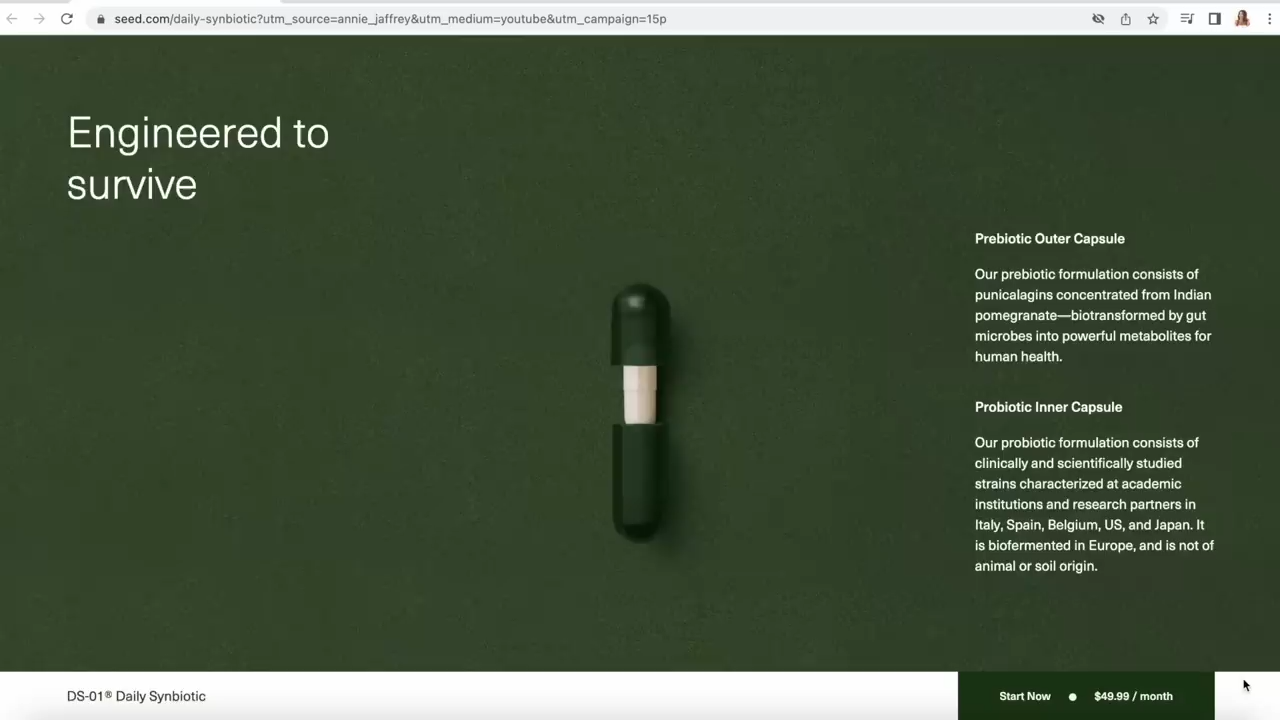 seed.com/daily-synbiotic?utm_source=annie_jaffrey&utm_medium=youtube&utm_campaign=15p
Engineered to
survive
Prebiotic Outer Capsule
Our prebiotic formulation consists of
punicalagins concentrated from Indian
pomegranate—biotransformed by gut
microbes into powerful metabolites for
human health.
Probiotic Inner Capsule
Our probiotic formulation consists of
clinically and scientifically studied
strains characterized at academic
institutions and research partners in
Italy, Spain, Belgium, US, and Japan. It
is biofermented in Europe, and is not of
animal or soil origin.
DS-01® Daily Synbiotic
Start Now ● $49.99 / month